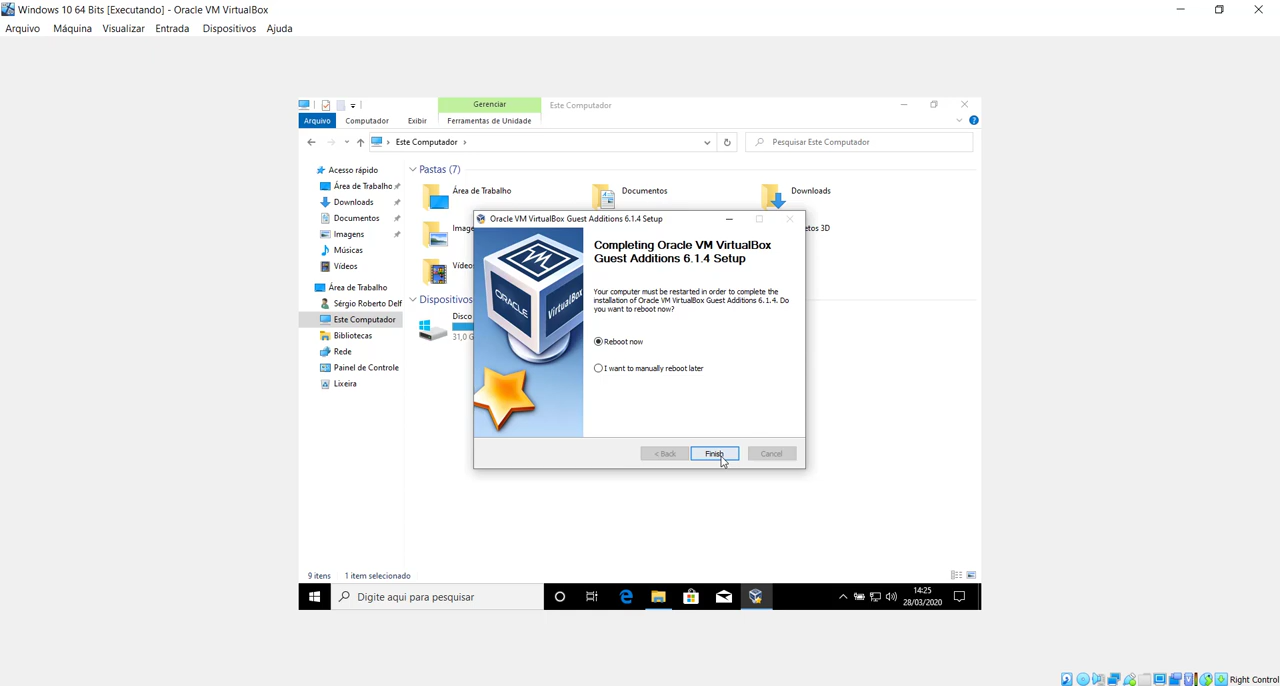 Windows 10 64 Bits [Executando] - Oracle VM VirtualBox
Arquivo Máquina Visualizar Entrada Dispositivos Ajuda
Gerenciar Este Computador
Arquivo Computador Exibir Ferramentas de Unidade
Este Computador
Pesquisar Este Computador
Acesso rápido
Área de Trabalho
Downloads
Documentos
Imagens
Músicas
Vídeos
Área de Trabalho
Sérgio Roberto Delf
Este Computador
Bibliotecas
Rede
Painel de Controle
Lixeira
Pastas (7)
Área de Trabalho
Documentos
Downloads
Image
etos 3D
Vídeo
Dispositivos
Disco
31,0
Oracle VM VirtualBox Guest Additions 6.1.4 Setup
ORACLE
VirtualBox
Completing Oracle VM VirtualBox
Guest Additions 6.1.4 Setup
Your computer must be restarted in order to complete the
installation of Oracle VM VirtualBox Guest Additions 6.1.4. Do
you want to reboot now?
Reboot now
I want to manually reboot later
< Back Finish Cancel
9 itens 1 item selecionado
Digite aqui para pesquisar
14:25
28/03/2020
Right Control